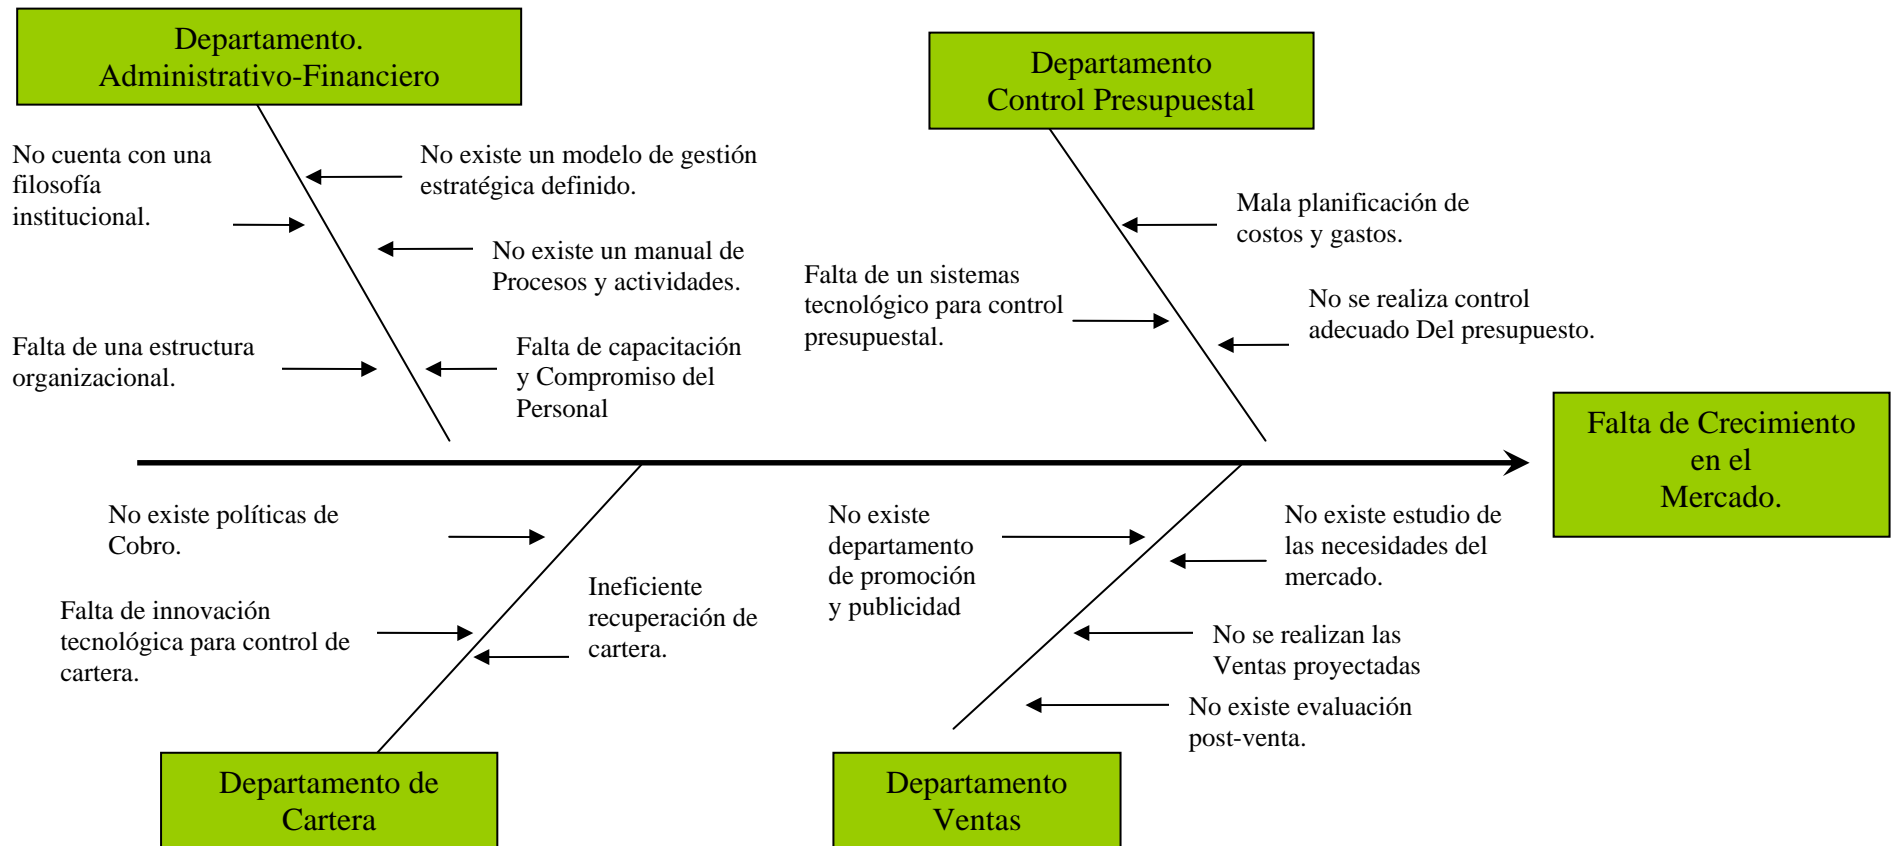 Departamento.
Administrativo-Financiero
Departamento
Control Presupuestal
No cuenta con una
filosofía
institucional.
No existe un modelo de gestión
estratégica definido.
No existe un manual de
Procesos y actividades.
Falta de una estructura
organizacional.
Falta de capacitación
y Compromiso del
Personal
Mala planificación de
costos y gastos.
Falta de un sistemas
tecnológico para control
presupuestal.
No se realiza control
adecuado Del presupuesto.
Falta de Crecimiento
en el
Mercado.
No existe políticas de
Cobro.
Falta de innovación
tecnológica para control de
cartera.
Ineficiente
recuperación de
cartera.
No existe
departamento
de promoción
y publicidad
No existe estudio de
las necesidades del
mercado.
No se realizan las
Ventas proyectadas
No existe evaluación
post-venta.
Departamento de
Cartera
Departamento
Ventas